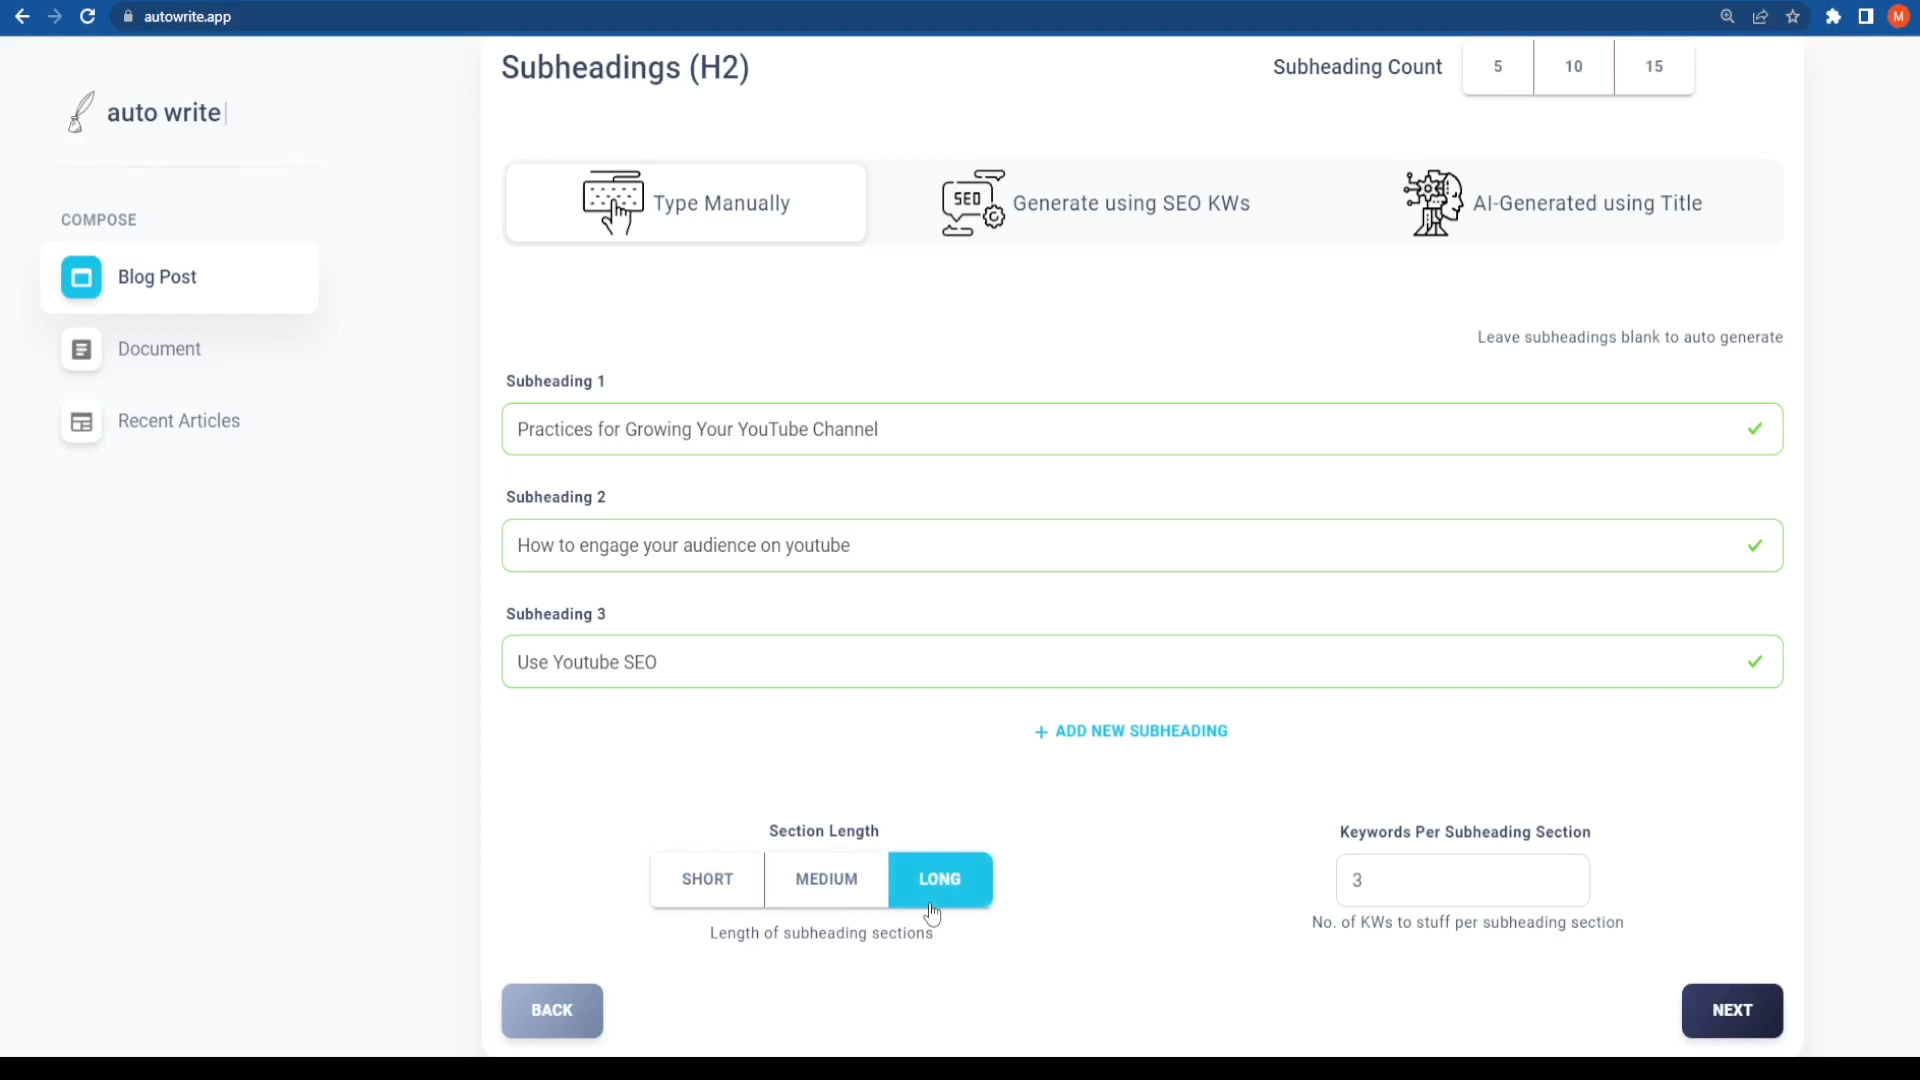 autowrite.app
M
auto write
COMPOSE
Blog Post
Document
Recent Articles
Subheadings (H2)
Subheading Count
5
10
15
Type Manually
SEO
Generate using SEO KWs
AI-Generated using Title
Leave subheadings blank to auto generate
Subheading 1
Practices for Growing Your YouTube Channel
Subheading 2
How to engage your audience on youtube
Subheading 3
Use Youtube SEO
+ ADD NEW SUBHEADING
Section Length
SHORT
MEDIUM
LONG
Length of subheading sections
Keywords Per Subheading Section
3
No. of KWs to stuff per subheading section
BACK
NEXT